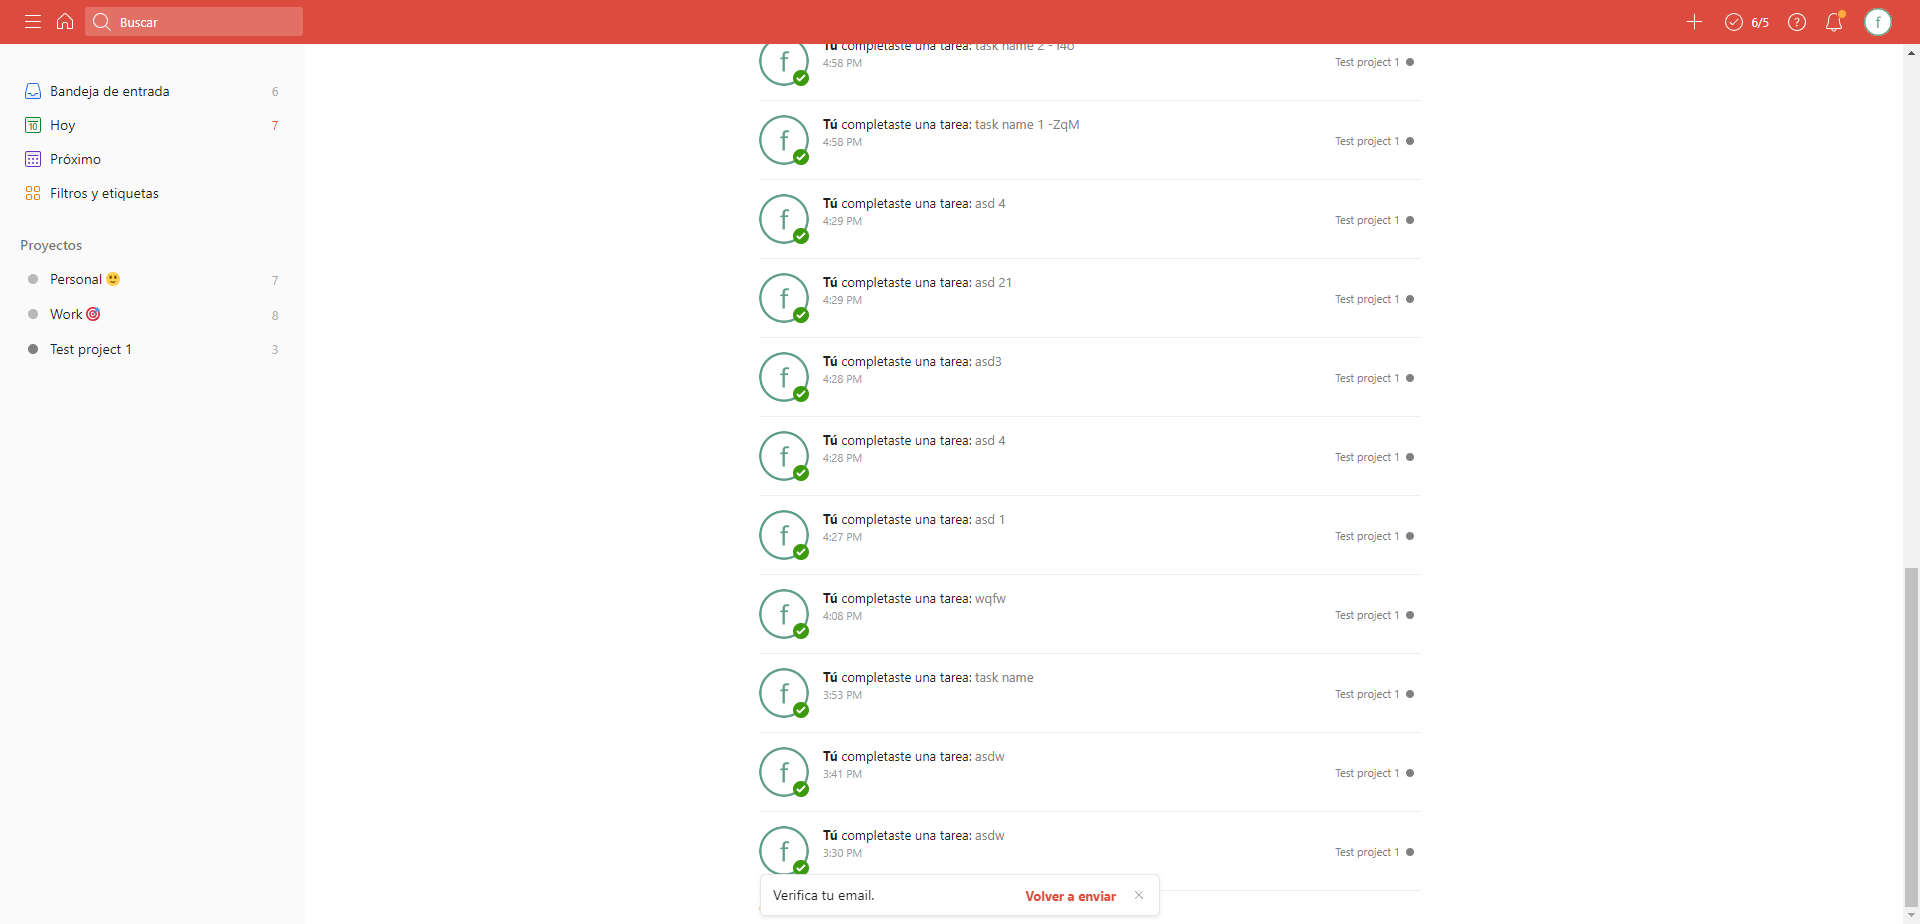 Buscar
6/5
f
Bandeja de entrada 6
10 Hoy 7
Próximo
Filtros y etiquetas
Proyectos
Personal 🙂 7
Work 🎯 8
Test project 1 3
f
Tú completaste una tarea: task name 2 - I4o
4:58 PM
Test project 1
f
Tú completaste una tarea: task name 1 -ZqM
4:58 PM
Test project 1
f
Tú completaste una tarea: asd 4
4:29 PM
Test project 1
f
Tú completaste una tarea: asd 21
4:29 PM
Test project 1
f
Tú completaste una tarea: asd3
4:28 PM
Test project 1
f
Tú completaste una tarea: asd 4
4:28 PM
Test project 1
f
Tú completaste una tarea: asd 1
4:27 PM
Test project 1
f
Tú completaste una tarea: wqfw
4:08 PM
Test project 1
f
Tú completaste una tarea: task name
3:53 PM
Test project 1
f
Tú completaste una tarea: asdw
3:41 PM
Test project 1
f
Tú completaste una tarea: asdw
3:30 PM
Test project 1
Verifica tu email. Volver a enviar